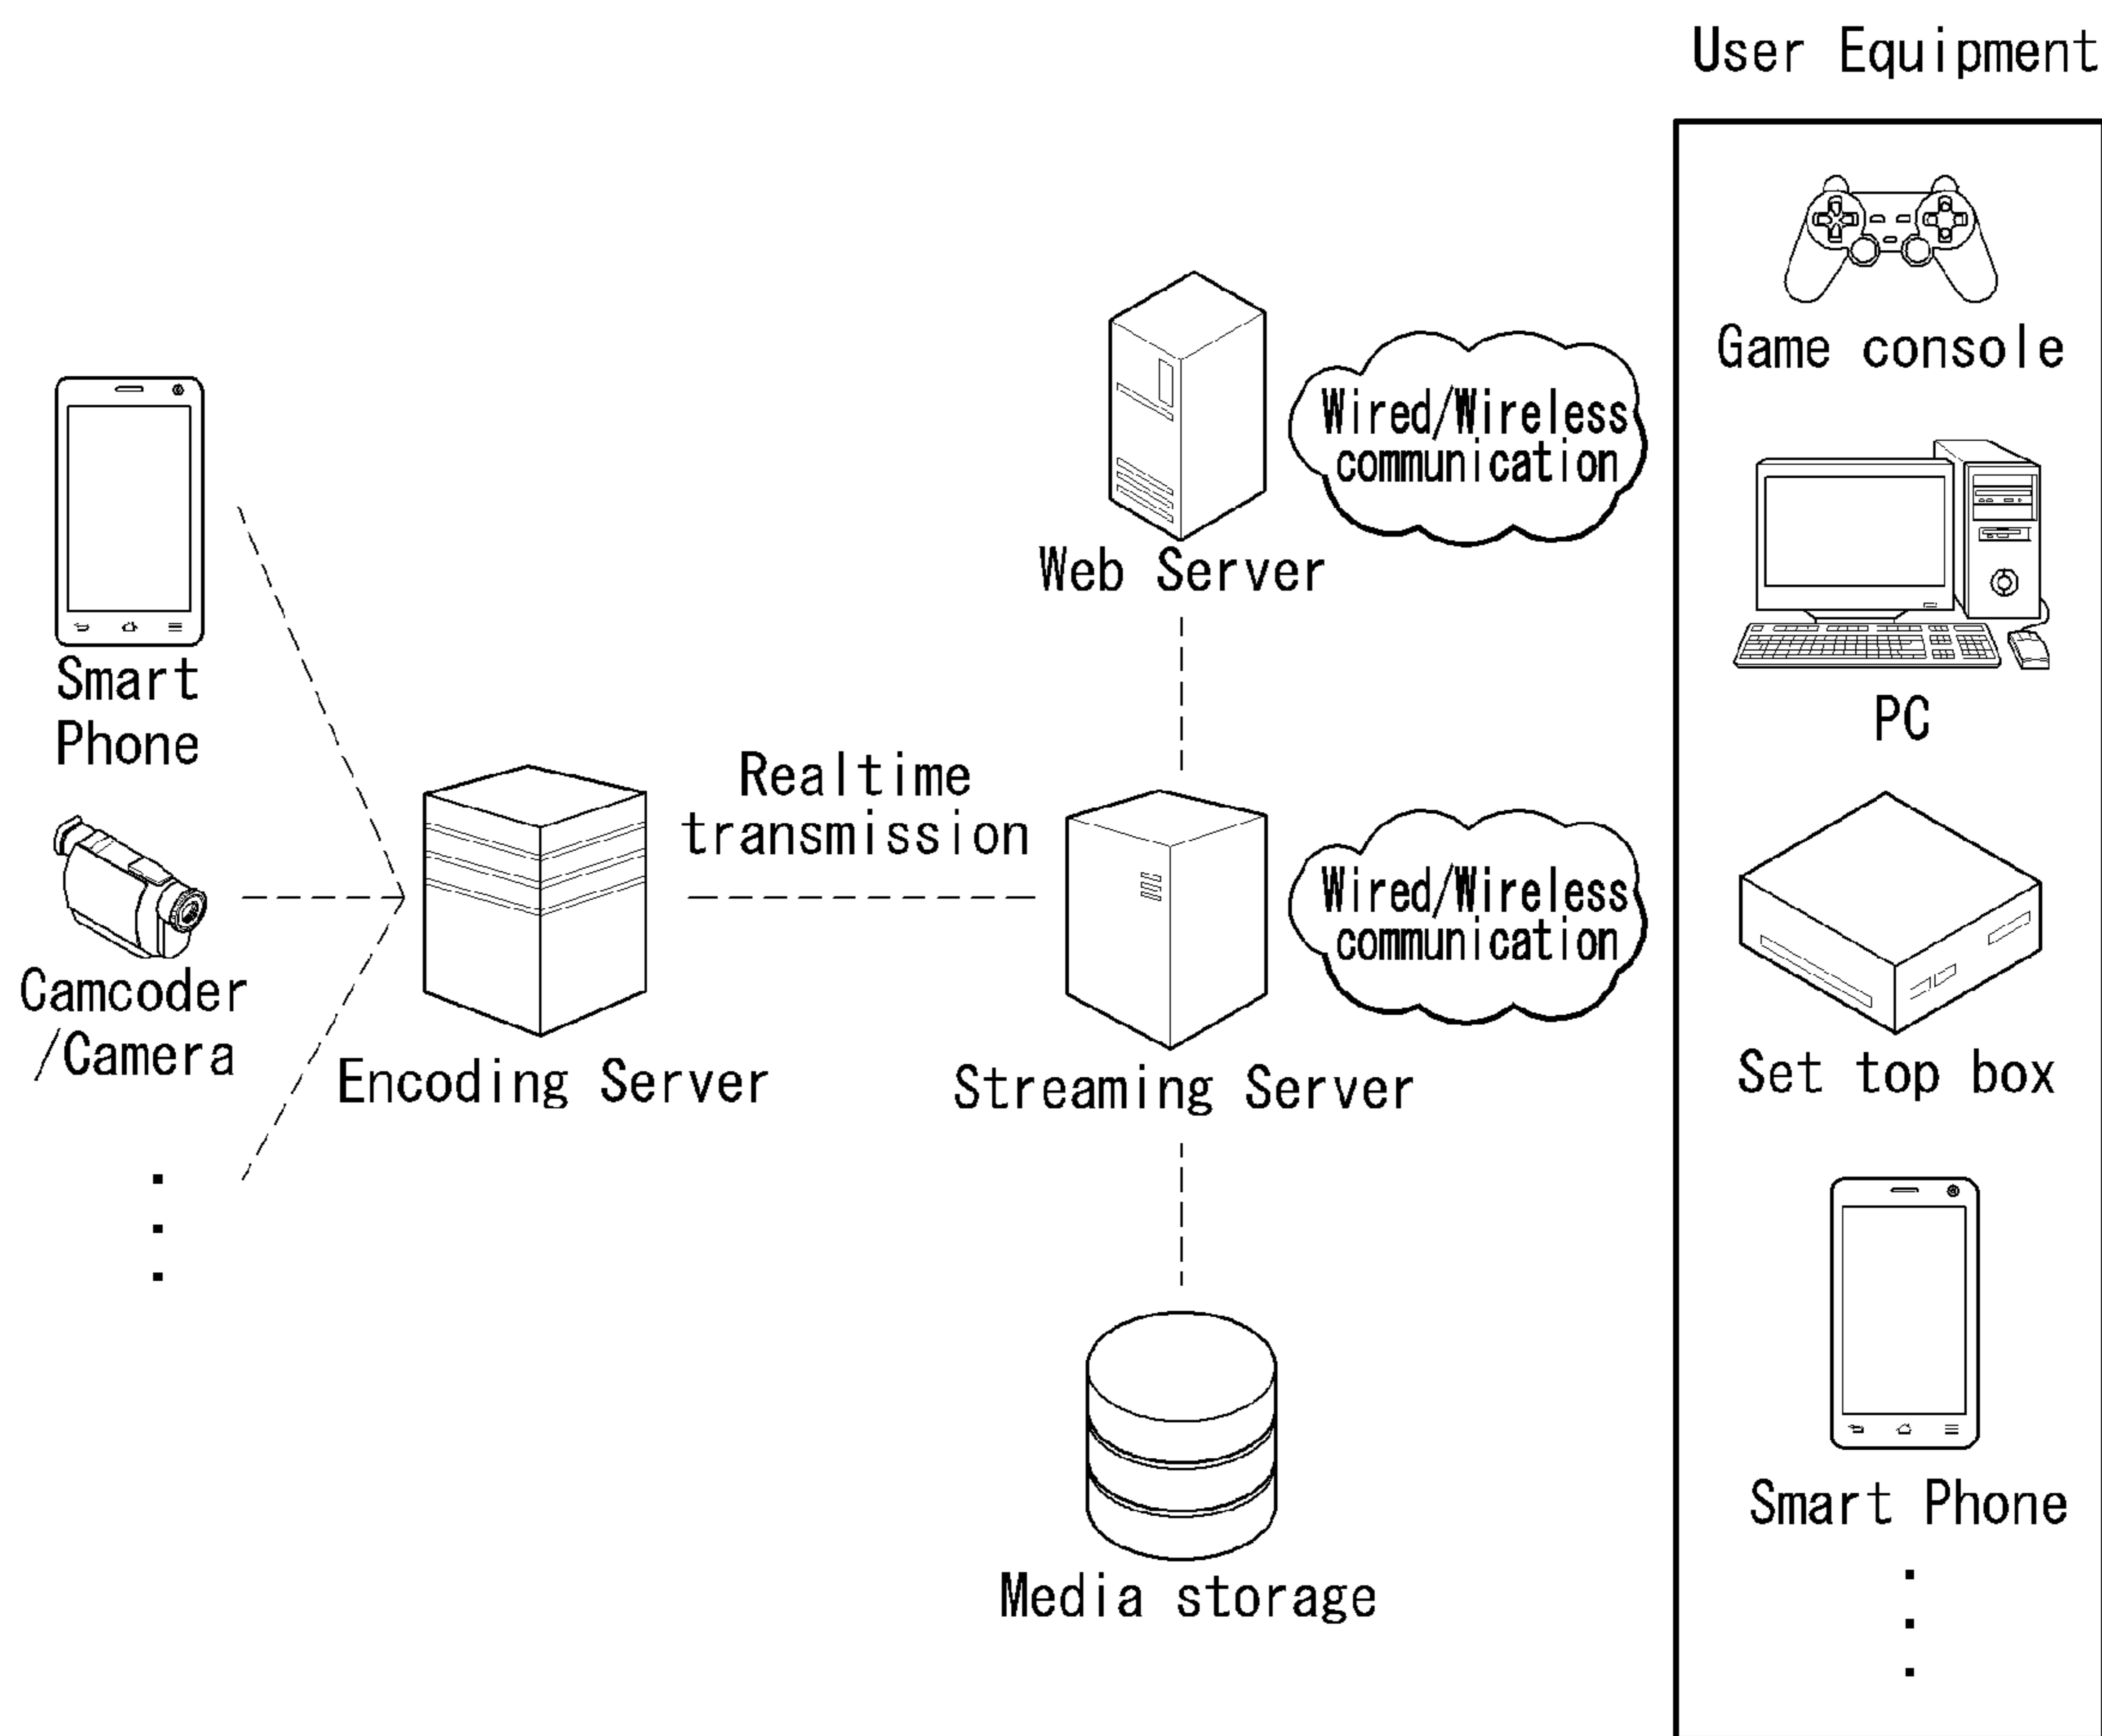 User Equipment
Game console
Wired/Wireless
communication
Web Server
Smart
Phone
PC
Realtime
transmission
Wired/Wireless
communication
Camcoder
/Camera
Encoding Server
Streaming Server
Set top box
Smart Phone
Media storage